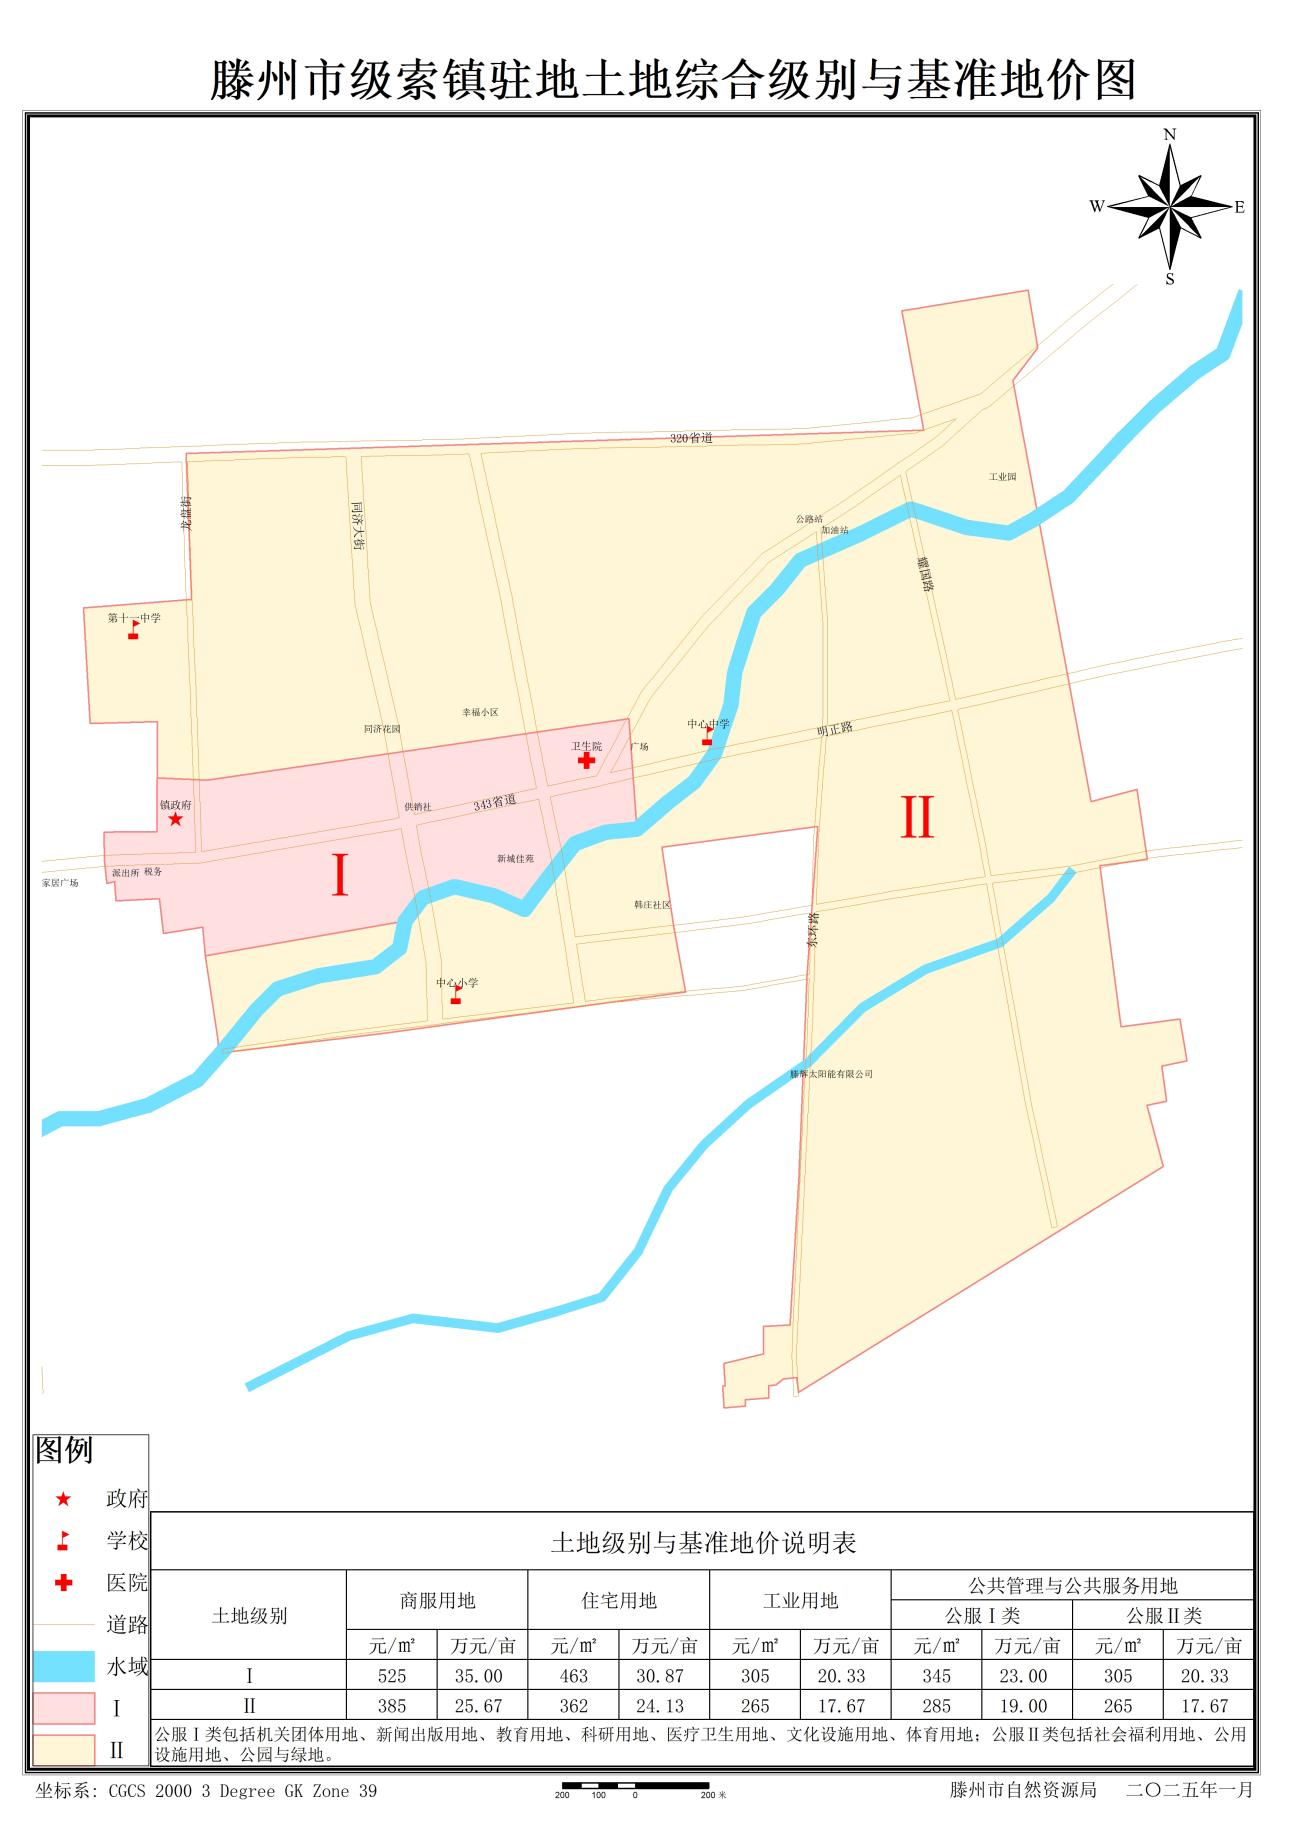 滕州市级索镇驻地土地综合级别与基准地价图
N
W E
S
320省道
工业园
龙盘街
同济大街
公路站
加油站
耀国路
第十一中学
幸福小区
同济花园
中心中学
明正路
卫生院
广场
镇政府
供销社
343省道
II
新城佳苑
I
派出所 税务
家居广场
韩庄社区
东环路
中心小学
滕辉太阳能有限公司
图例
政府
学校
医院
道路
水域
I
II
土地级别与基准地价说明表
土地级别 商服用地 住宅用地 工业用地 公共管理与公共服务用地
公服Ⅰ类 公服Ⅱ类
元/㎡ 万元/亩 元/㎡ 万元/亩 元/㎡ 万元/亩 元/㎡ 万元/亩 元/㎡ 万元/亩
Ⅰ 525 35.00 463 30.87 305 20.33 345 23.00 305 20.33
Ⅱ 385 25.67 362 24.13 265 17.67 285 19.00 265 17.67
公服Ⅰ类包括机关团体用地、新闻出版用地、教育用地、科研用地、医疗卫生用地、文化设施用地、体育用地；公服Ⅱ类包括社会福利用地、公用
设施用地、公园与绿地。
坐标系: CGCS 2000 3 Degree GK Zone 39
200 100 0 200 米
滕州市自然资源局 二〇二五年一月